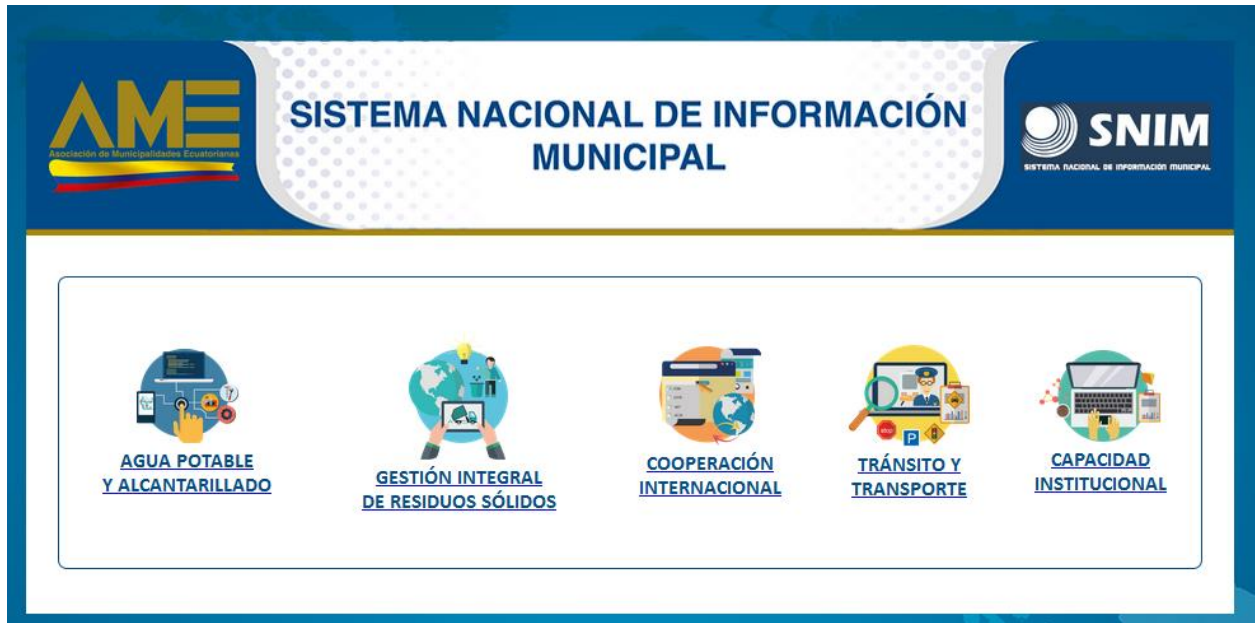 AME
Asociación de Municipalidades Ecuatorianas
SISTEMA NACIONAL DE INFORMACIÓN
MUNICIPAL
SNIM
SISTEMA NACIONAL DE INFORMACIÓN MUNICIPAL
AGUA POTABLE
Y ALCANTARILLADO
GESTIÓN INTEGRAL
DE RESIDUOS SÓLIDOS
COOPERACIÓN
INTERNACIONAL
STOP
P
TRÁNSITO Y
TRANSPORTE
CAPACIDAD
INSTITUCIONAL